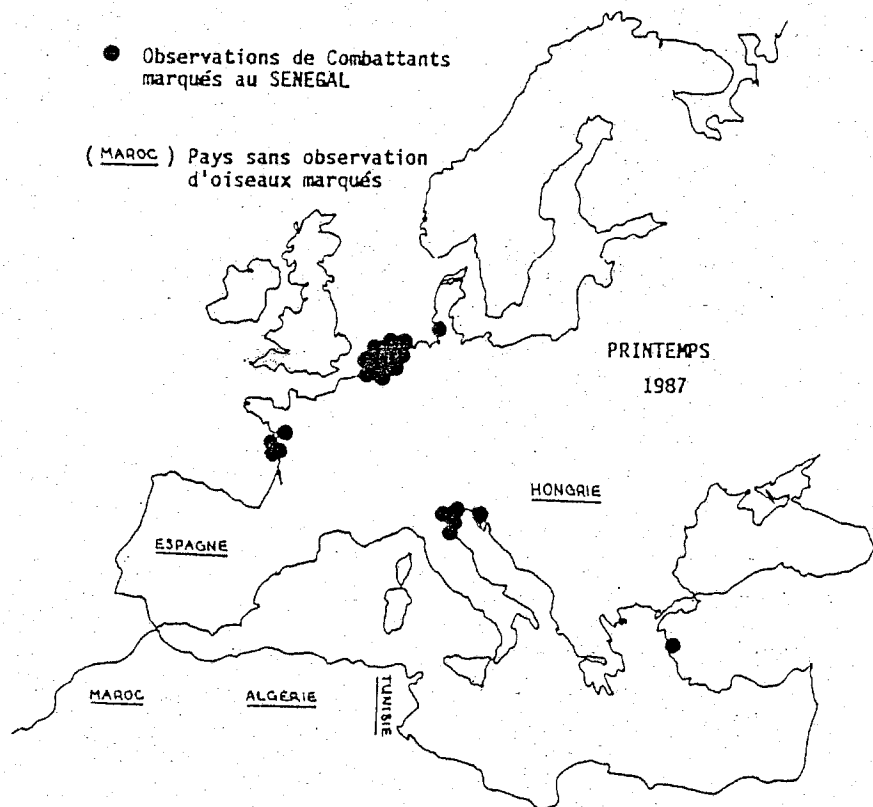 Observations de Combattants
marqués au SENEGAL
(MAROC) Pays sans observation
d'oiseaux marqués
PRINTEMPS
1987
HONGRIE
ESPAGNE
MAROC
ALGÉRIE
TUNISIE